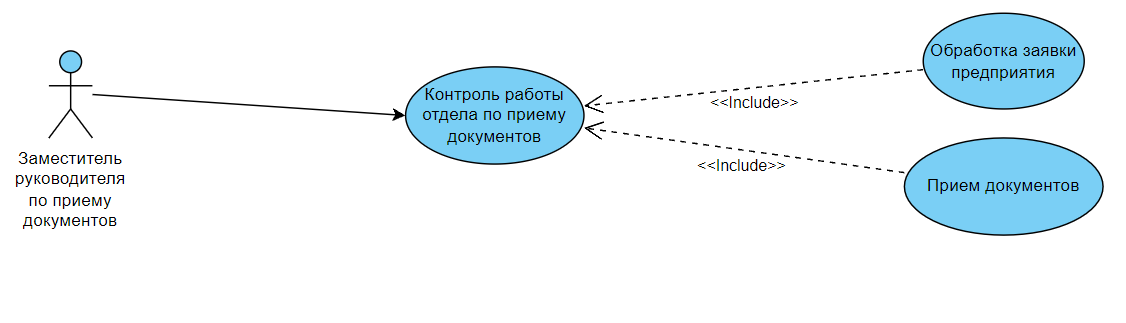 Заместитель
руководителя
по приему
документов
Контроль работы
отдела по приему
документов
<<Include>>
<<Include>>
Обработка заявки
предприятия
Прием документов